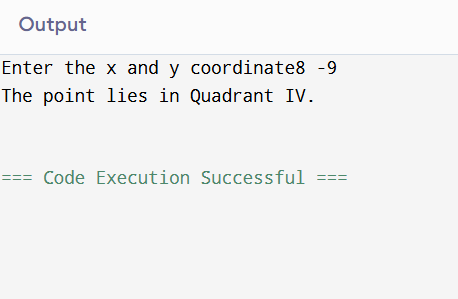 Output
Enter the x and y coordinate8 -9
The point lies in Quadrant IV.
=== Code Execution Successful ===